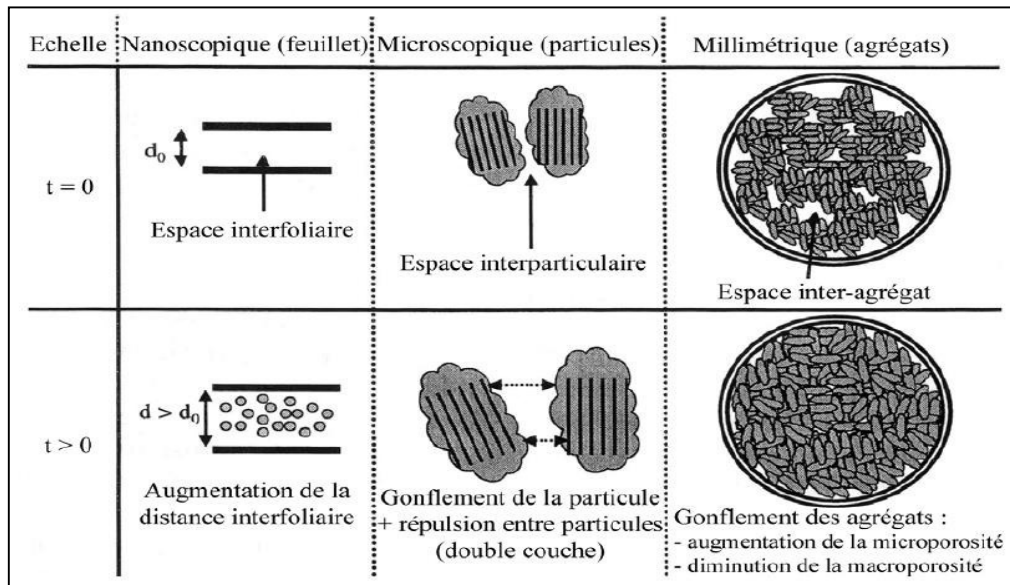 Echelle
Nanoscopique (feuillet)
Microscopique (particules)
Millimétrique (agrégats)
t = 0
d₀
Espace interfoliaire
Espace interparticulaire
Espace inter-agrégat
t > 0
d > d₀
Augmentation de la
distance interfoliaire
Gonflement de la particule
+ répulsion entre particules
(double couche)
Gonflement des agrégats :
- augmentation de la microporosité
- diminution de la macroporosité